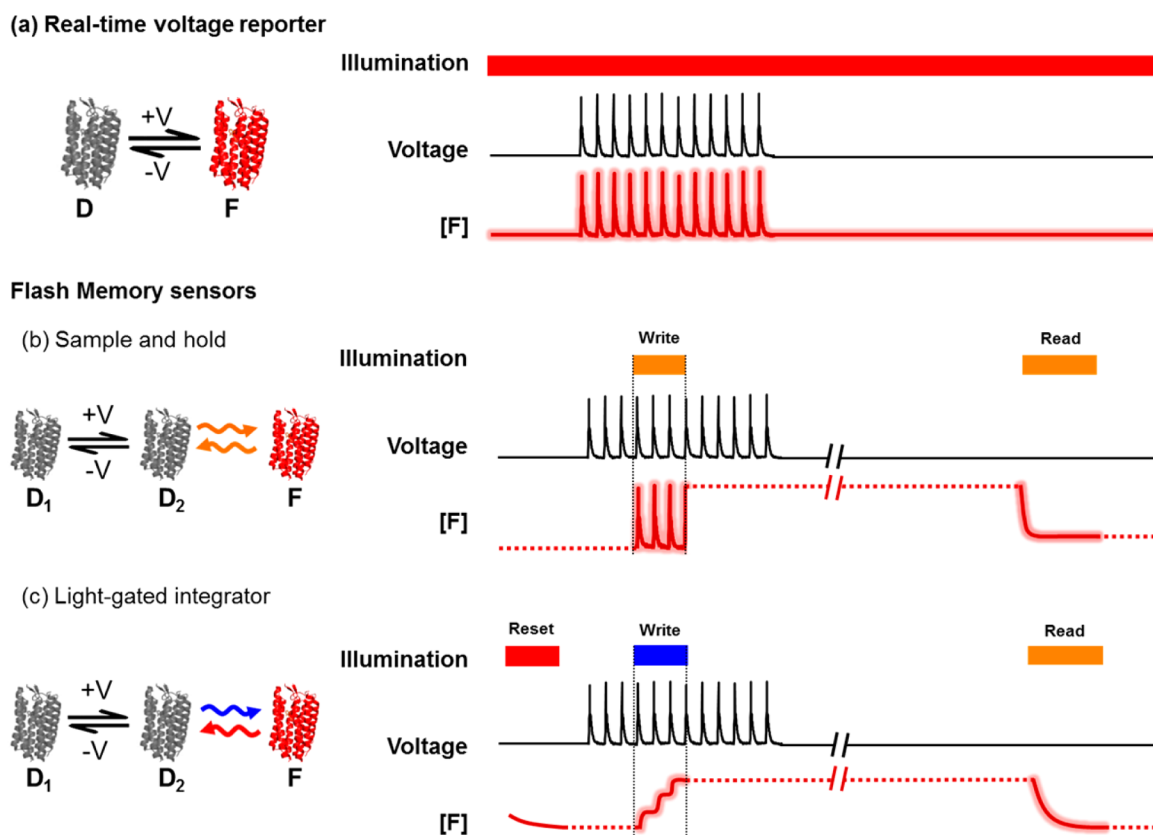 (a) Real-time voltage reporter
Illumination
+V
-V
D
F
Voltage
[F]
Flash Memory sensors
(b) Sample and hold
Write
Read
Illumination
+V
-V
D1
D2
F
Voltage
[F]
(c) Light-gated integrator
Reset
Write
Read
Illumination
+V
-V
D1
D2
F
Voltage
[F]